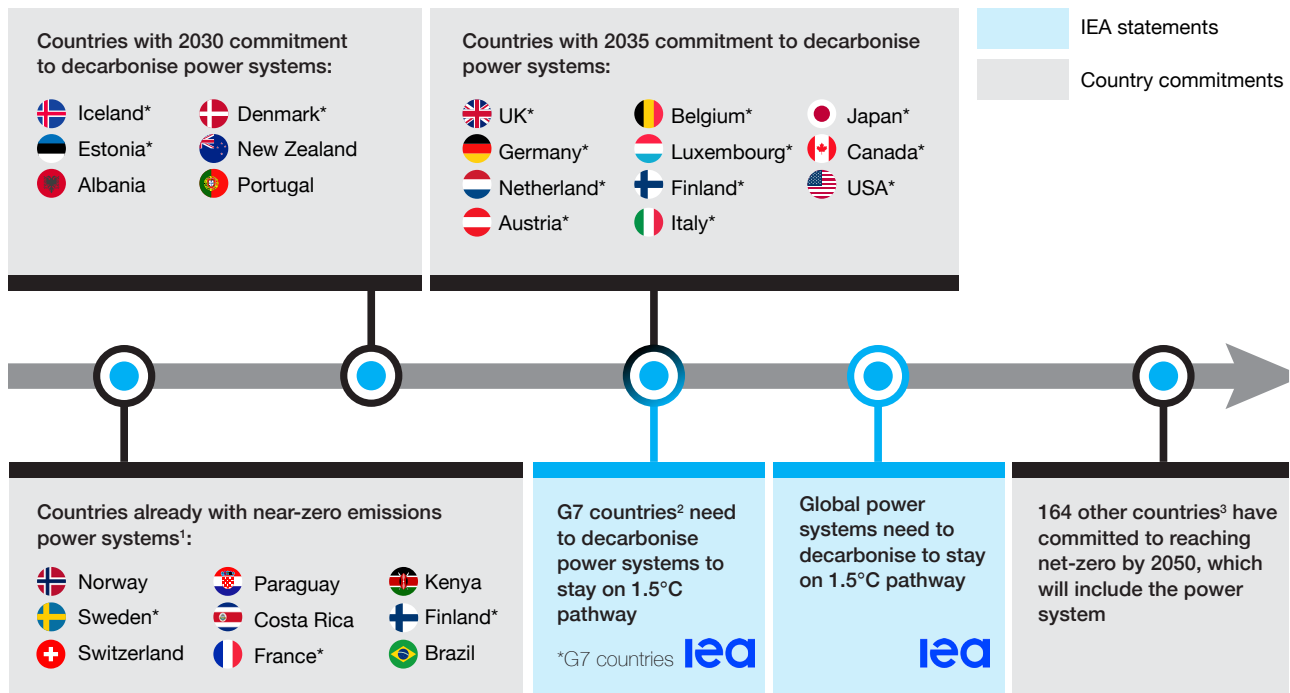 Countries with 2030 commitment
to decarbonise power systems:
Iceland*
Denmark*
Estonia*
New Zealand
Albania
Portugal
Countries with 2035 commitment to decarbonise
power systems:
UK*
Belgium*
Japan*
Germany*
Luxembourg*
Canada*
Netherland*
Finland*
USA*
Austria*
Italy*
IEA statements
Country commitments
Countries already with near-zero emissions
power systems¹:
Norway
Paraguay
Kenya
Sweden*
Costa Rica
Finland*
Switzerland
France*
Brazil
G7 countries² need
to decarbonise
power systems to
stay on 1.5°C
pathway
*G7 countries
iea
Global power
systems need to
decarbonise to stay
on 1.5°C pathway
iea
164 other countries³ have
committed to reaching
net-zero by 2050, which
will include the power
system